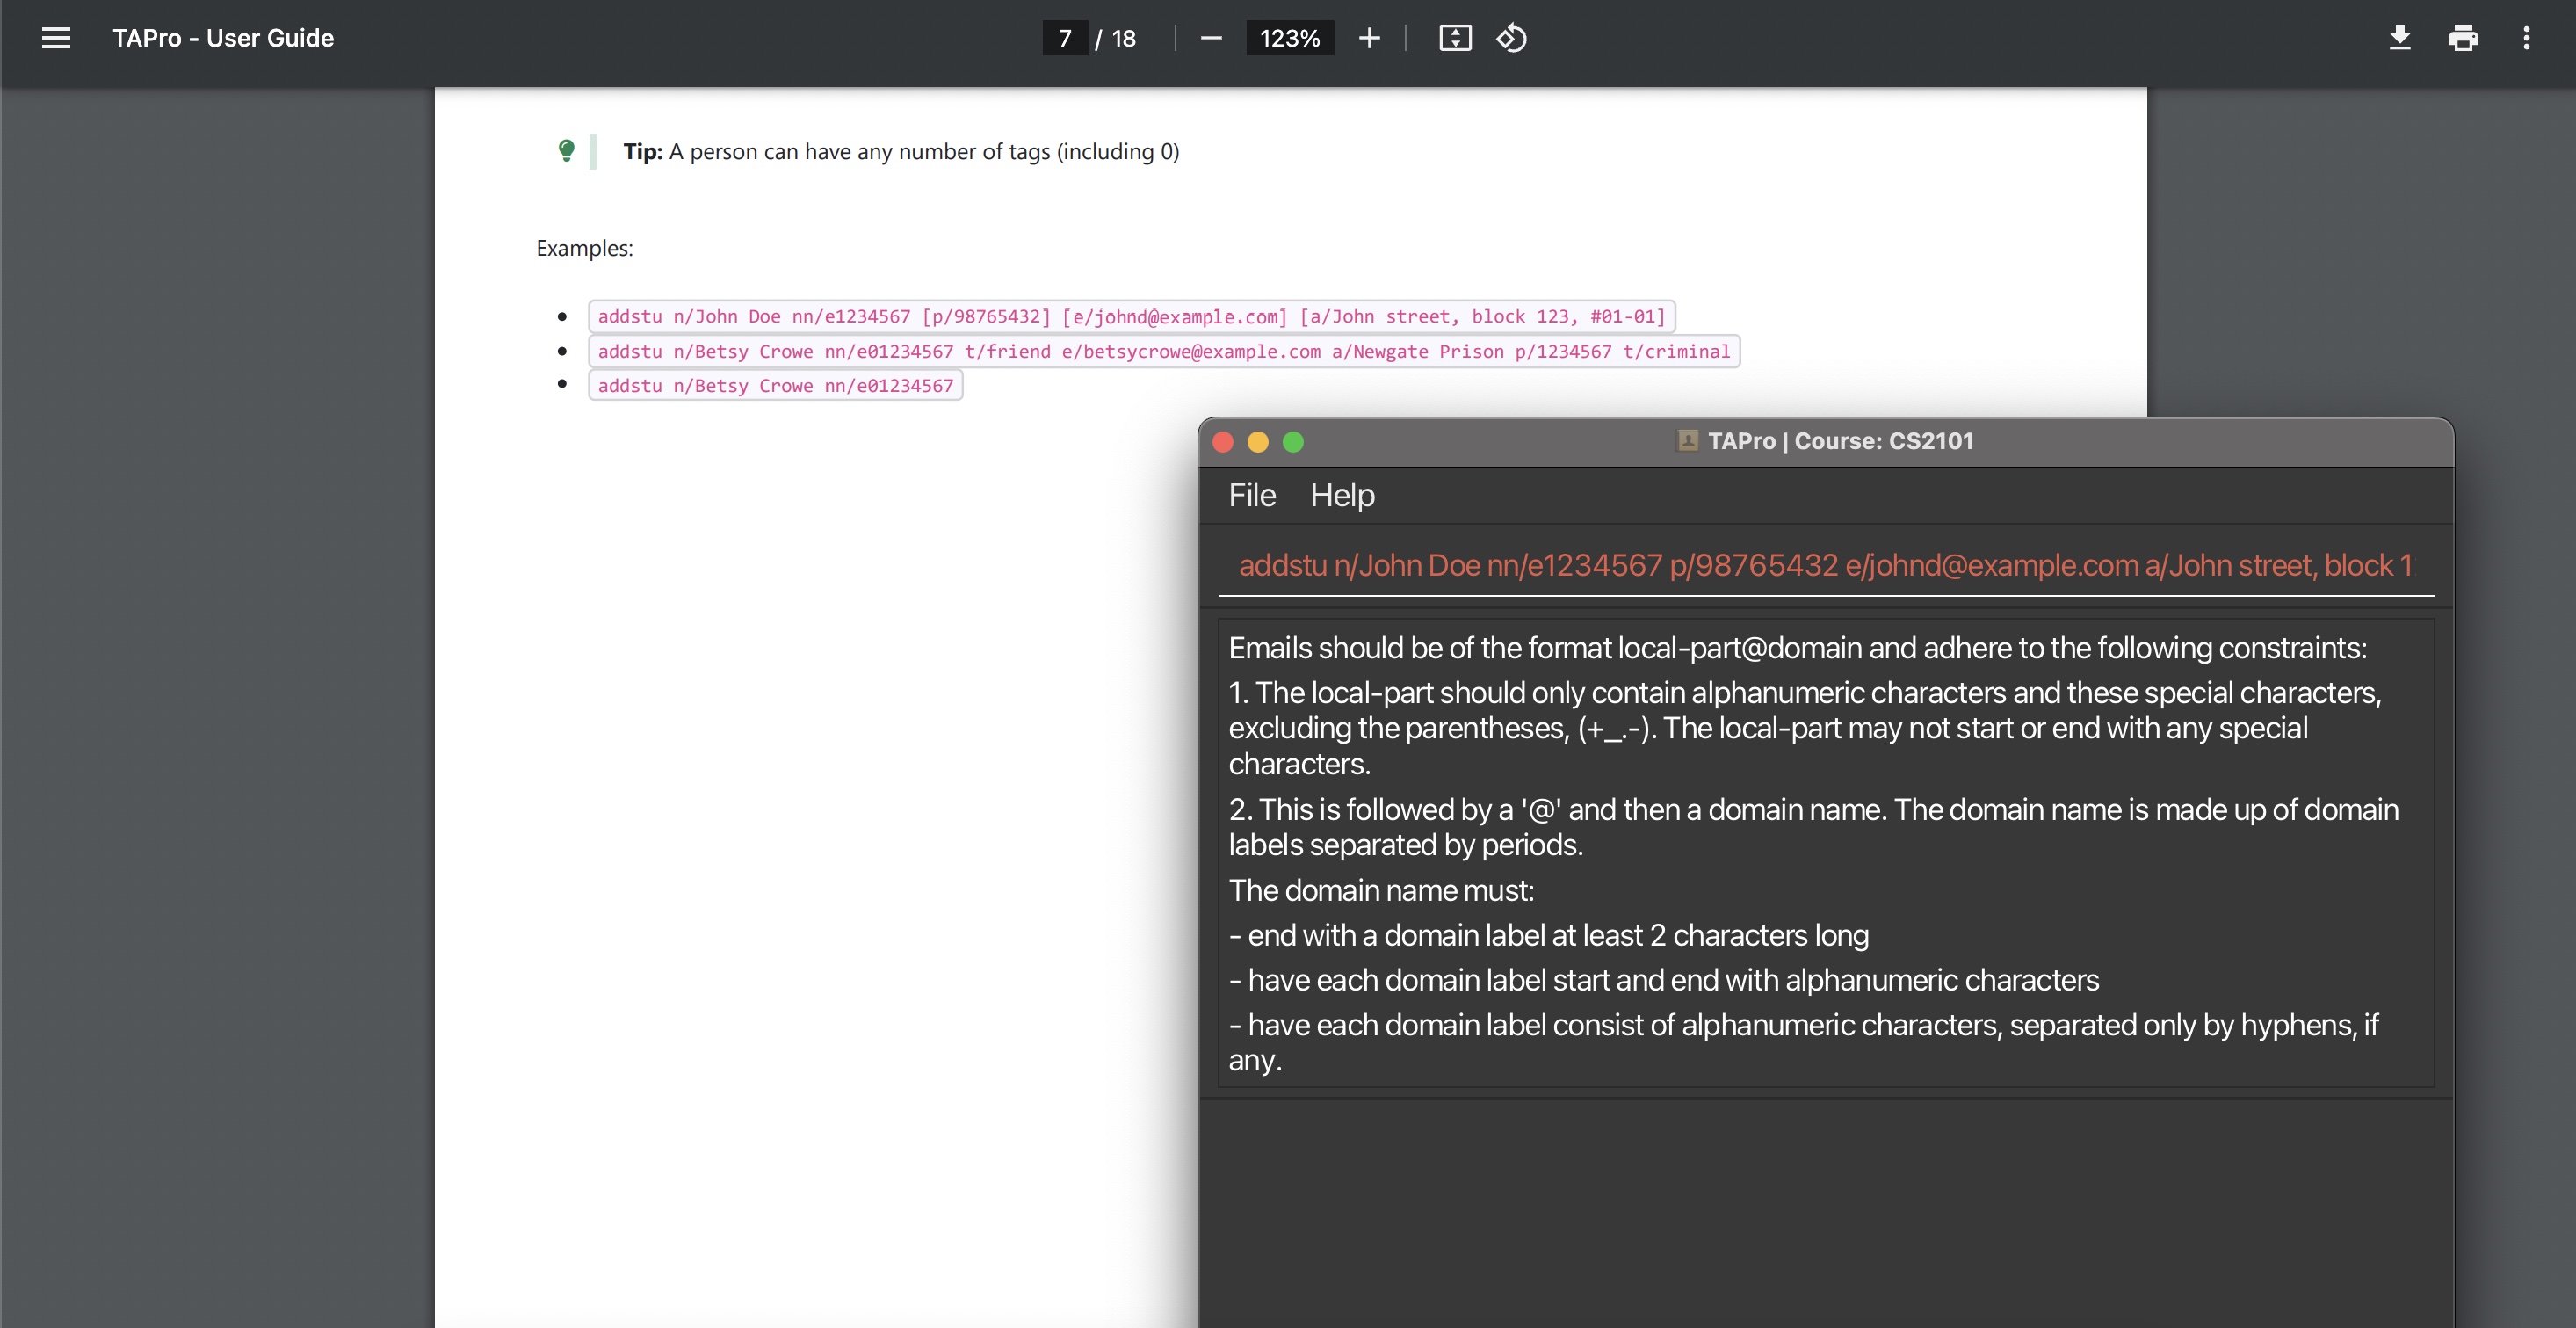 TAPro - User Guide
7 / 18
123%
Tip: A person can have any number of tags (including 0)
Examples:
addstu n/John Doe nn/e1234567 [p/98765432] [e/johnd@example.com] [a/John street, block 123, #01-01]
addstu n/Betsy Crowe nn/e01234567 t/friend e/betsycrowe@example.com a/Newgate Prison p/1234567 t/criminal
addstu n/Betsy Crowe nn/e01234567
TAPro | Course: CS2101
File Help
addstu n/John Doe nn/e1234567 p/98765432 e/johnd@example.com a/John street, block 1
Emails should be of the format local-part@domain and adhere to the following constraints:
1. The local-part should only contain alphanumeric characters and these special characters,
excluding the parentheses, (+_.-). The local-part may not start or end with any special
characters.
2. This is followed by a '@' and then a domain name. The domain name is made up of domain
labels separated by periods.
The domain name must:
- end with a domain label at least 2 characters long
- have each domain label start and end with alphanumeric characters
- have each domain label consist of alphanumeric characters, separated only by hyphens, if
any.